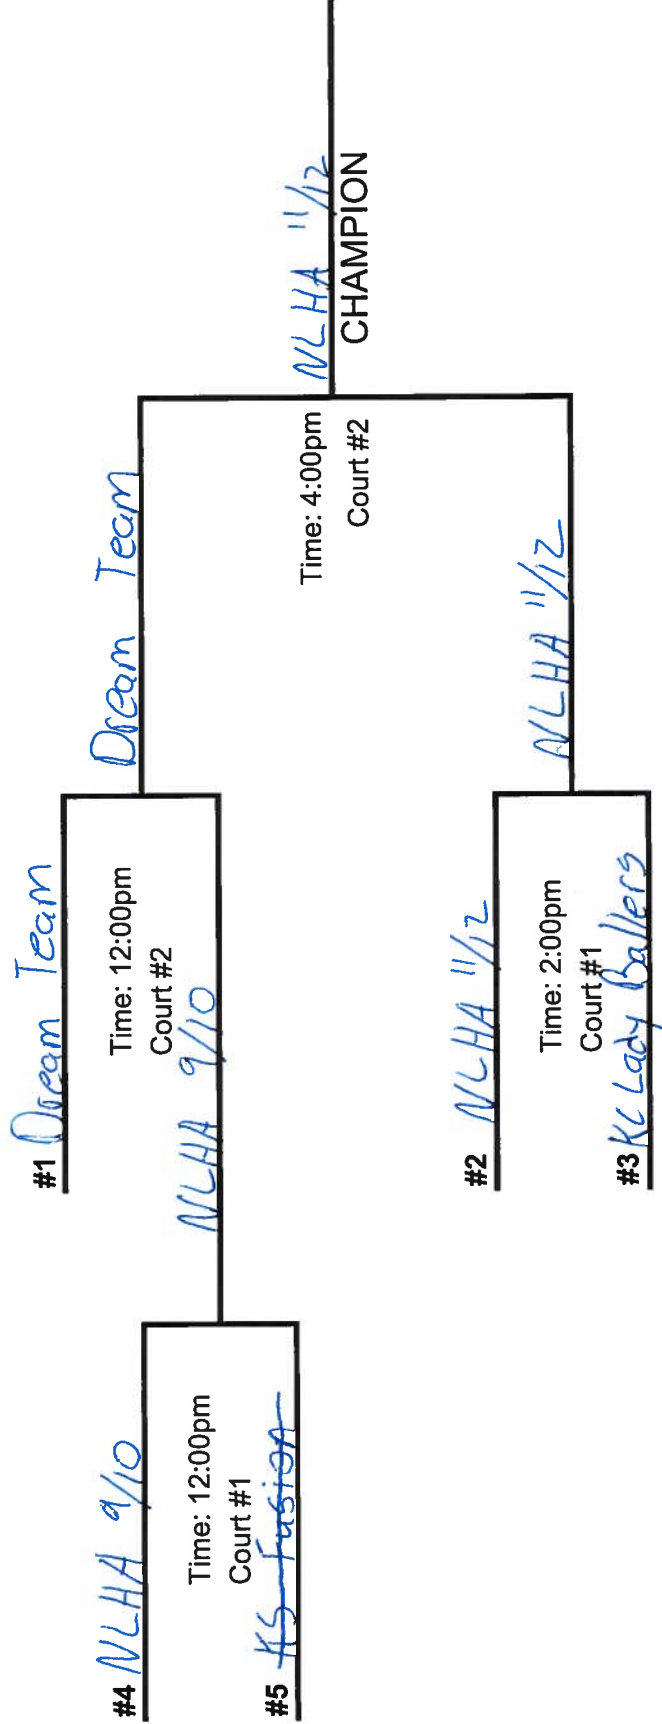 #1 Dream Team
Time: 12:00pm
Court #2
Dream Team
#4 NLHA 9/10
Time: 12:00pm
Court #1
#5 KS Fusion
NLHA 9/10
Time: 4:00pm
Court #2
NLHA 11/12
CHAMPION
#2 NLHA 11/12
Time: 2:00pm
Court #1
#3 KC Lady Ballers
NLHA 11/12